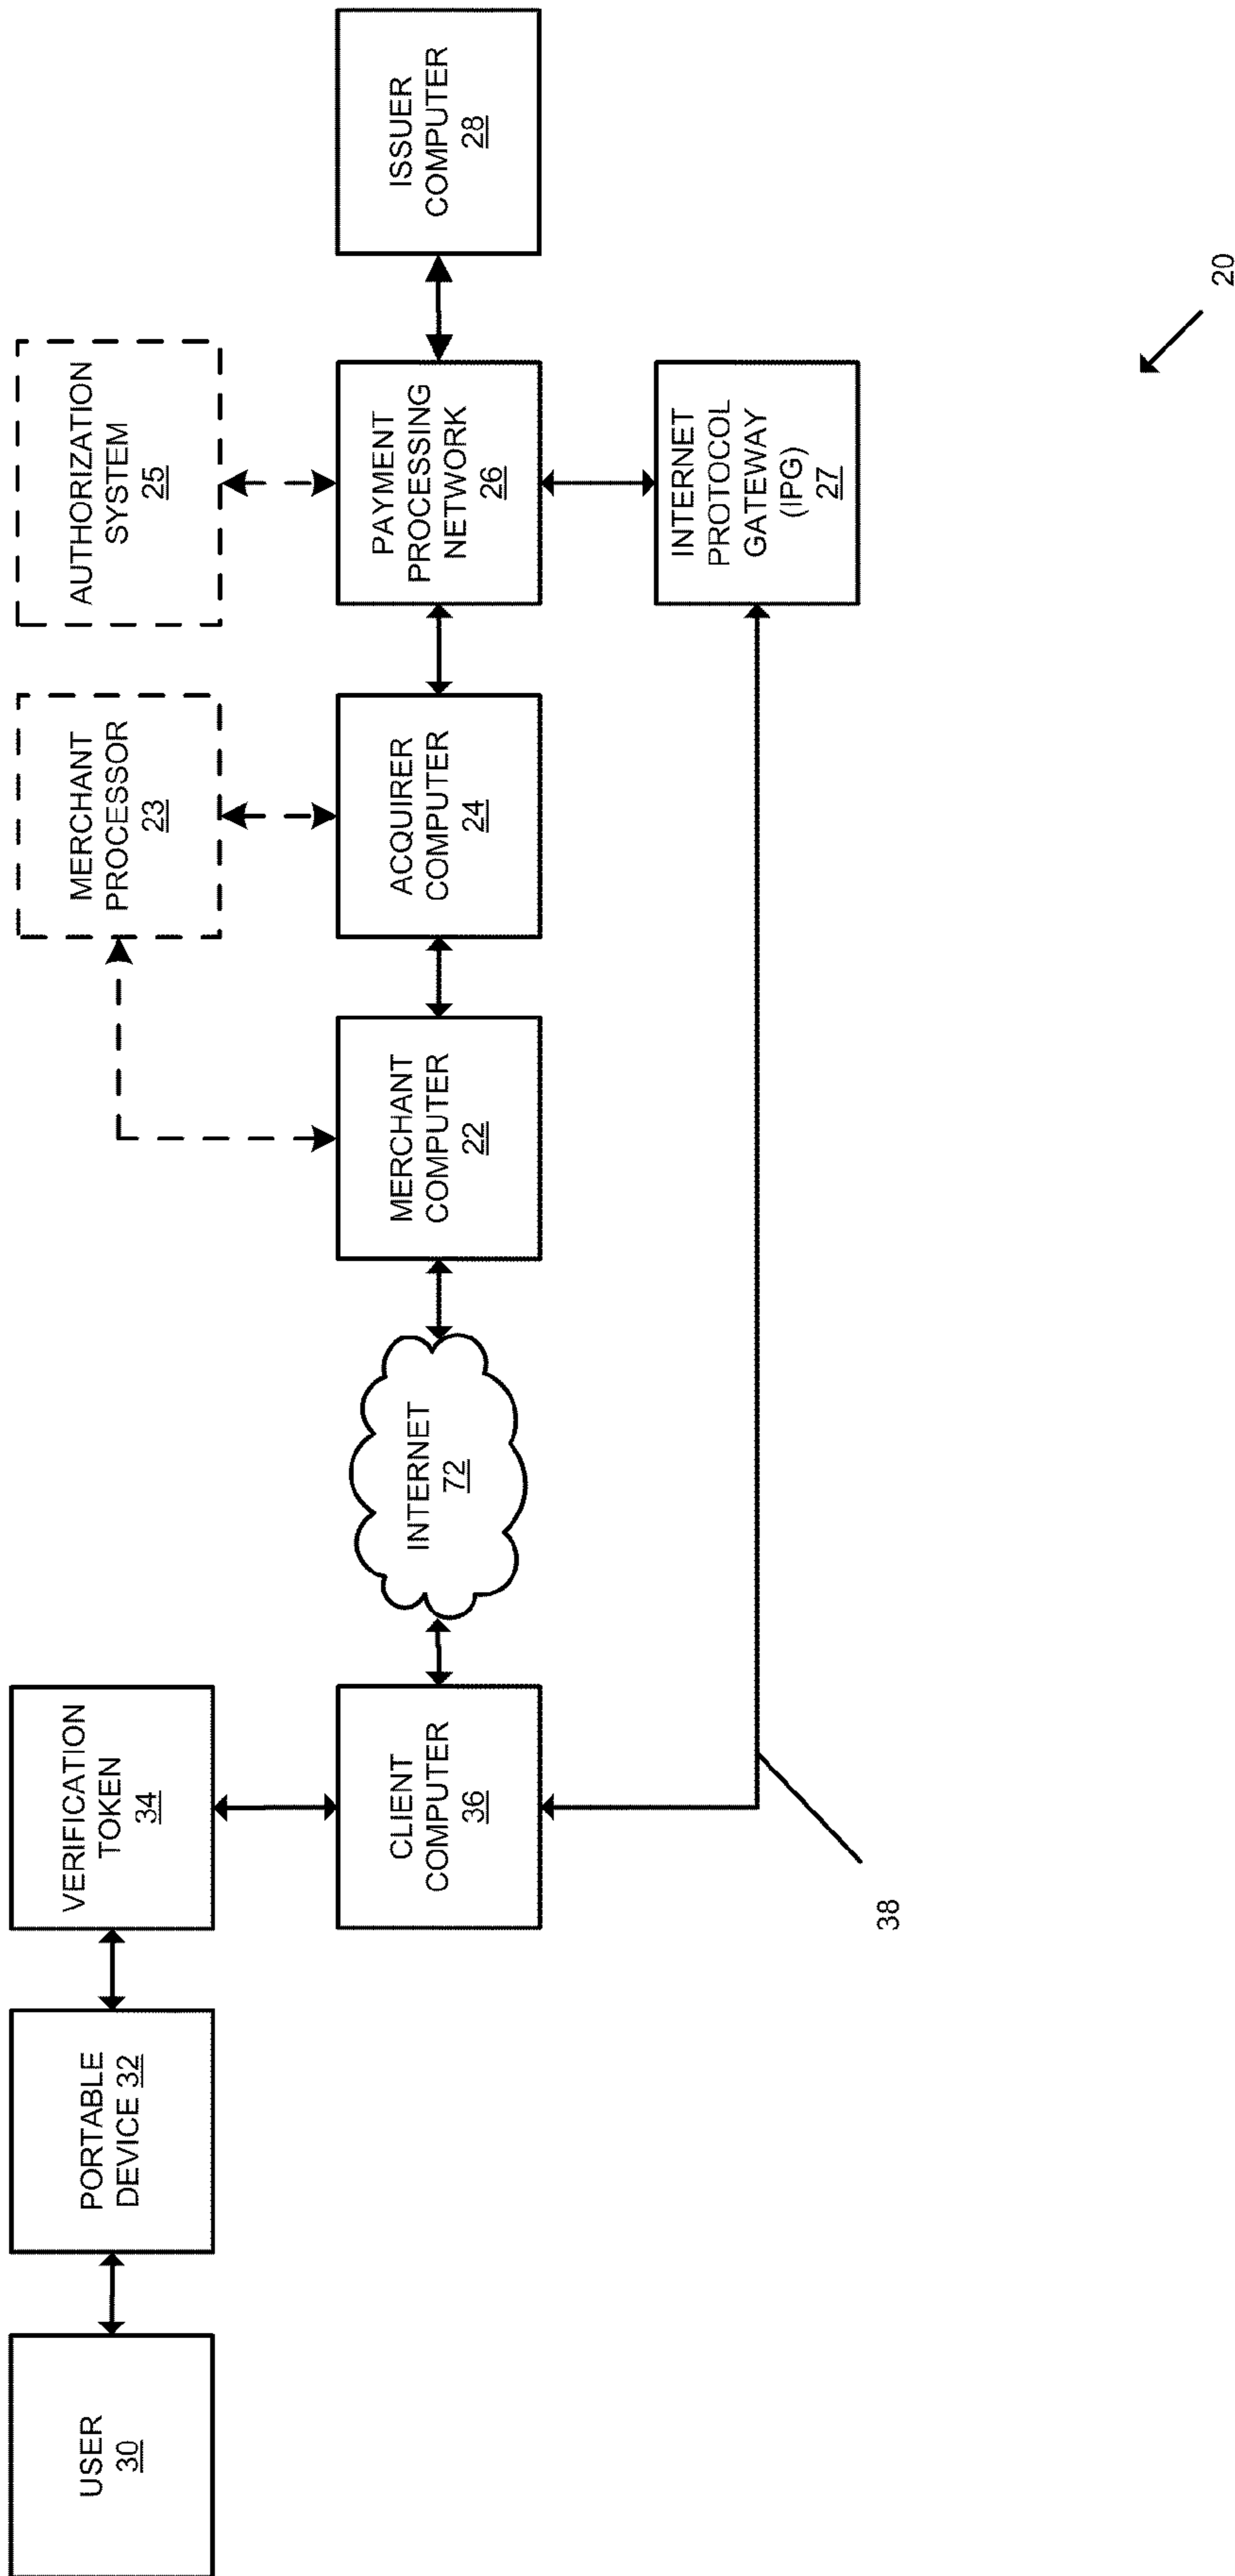 USER
30
PORTABLE
DEVICE 32
VERIFICATION
TOKEN
34
CLIENT
COMPUTER
36
INTERNET
72
MERCHANT
COMPUTER
22
MERCHANT
PROCESSOR
23
ACQUIRER
COMPUTER
24
AUTHORIZATION
SYSTEM
25
PAYMENT
PROCESSING
NETWORK
26
ISSUER
COMPUTER
28
INTERNET
PROTOCOL
GATEWAY
(IPG)
27
38
20